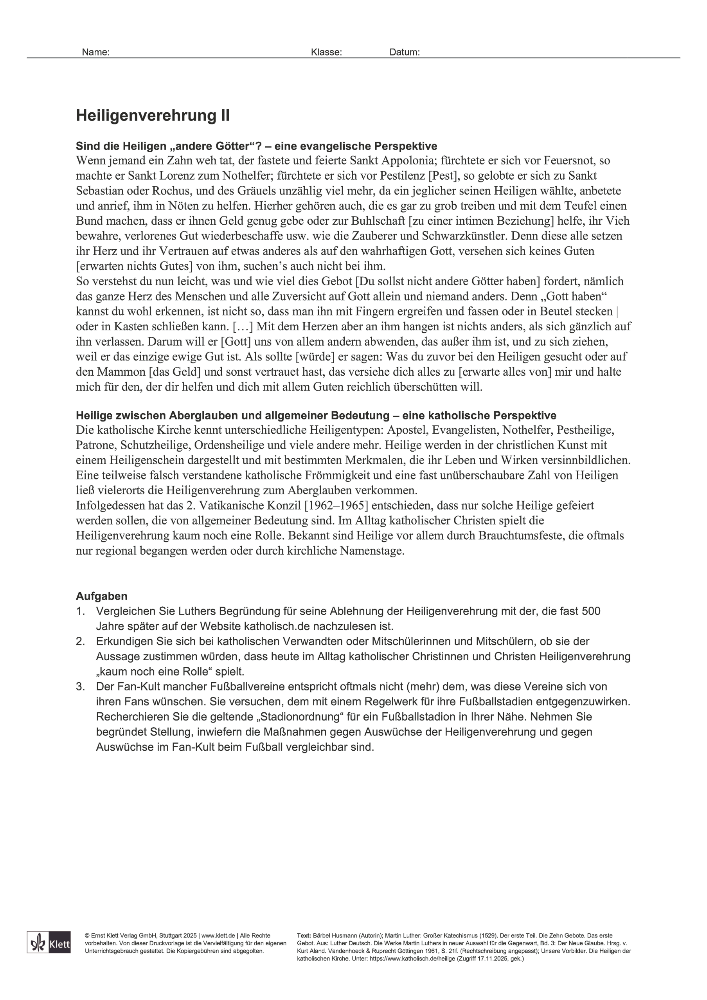 Name: Klasse: Datum:
Heiligenverehrung II
Sind die Heiligen „andere Götter“? – eine evangelische Perspektive
Wenn jemand ein Zahn weh tat, der fastete und feierte Sankt Appolonia; fürchtete er sich vor Feuersnot, so
machte er Sankt Lorenz zum Nothelfer; fürchtete er sich vor Pestilenz [Pest], so gelobte er sich zu Sankt
Sebastian oder Rochus, und des Gräuels unzählig viel mehr, da ein jeglicher seinen Heiligen wählte, anbetete
und anrief, ihm in Nöten zu helfen. Hierher gehören auch, die es gar zu grob treiben und mit dem Teufel einen
Bund machen, dass er ihnen Geld genug gebe oder zur Buhlschaft [zu einer intimen Beziehung] helfe, ihr Vieh
bewahre, verlorenes Gut wiederbeschaffe usw. wie die Zauberer und Schwarzkünstler. Denn diese alle setzen
ihr Herz und ihr Vertrauen auf etwas anderes als auf den wahrhaftigen Gott, versehen sich keines Guten
[erwarten nichts Gutes] von ihm, suchen’s auch nicht bei ihm.
So verstehst du nun leicht, was und wie viel dies Gebot [Du sollst nicht andere Götter haben] fordert, nämlich
das ganze Herz des Menschen und alle Zuversicht auf Gott allein und niemand anders. Denn „Gott haben“
kannst du wohl erkennen, ist nicht so, dass man ihn mit Fingern ergreifen und fassen oder in Beutel stecken |
oder in Kasten schließen kann. […] Mit dem Herzen aber an ihm hangen ist nichts anders, als sich gänzlich auf
ihn verlassen. Darum will er [Gott] uns von allem andern abwenden, das außer ihm ist, und zu sich ziehen,
weil er das einzige ewige Gut ist. Als sollte [würde] er sagen: Was du zuvor bei den Heiligen gesucht oder auf
den Mammon [das Geld] und sonst vertrauet hast, das versiehe dich alles zu [erwarte alles von] mir und halte
mich für den, der dir helfen und dich mit allem Guten reichlich überschütten will.
Heilige zwischen Aberglauben und allgemeiner Bedeutung – eine katholische Perspektive
Die katholische Kirche kennt unterschiedliche Heiligentypen: Apostel, Evangelisten, Nothelfer, Pestheilige,
Patrone, Schutzheilige, Ordensheilige und viele andere mehr. Heilige werden in der christlichen Kunst mit
einem Heiligenschein dargestellt und mit bestimmten Merkmalen, die ihr Leben und Wirken versinnbildlichen.
Eine teilweise falsch verstandene katholische Frömmigkeit und eine fast unüberschaubare Zahl von Heiligen
ließ vielerorts die Heiligenverehrung zum Aberglauben verkommen.
Infolgedessen hat das 2. Vatikanische Konzil [1962–1965] entschieden, dass nur solche Heilige gefeiert
werden sollen, die von allgemeiner Bedeutung sind. Im Alltag katholischer Christen spielt die
Heiligenverehrung kaum noch eine Rolle. Bekannt sind Heilige vor allem durch Brauchtumsfeste, die oftmals
nur regional begangen werden oder durch kirchliche Namenstage.
Aufgaben
1. Vergleichen Sie Luthers Begründung für seine Ablehnung der Heiligenverehrung mit der, die fast 500
Jahre später auf der Website katholisch.de nachzulesen ist.
2. Erkundigen Sie sich bei katholischen Verwandten oder Mitschülerinnen und Mitschülern, ob sie der
Aussage zustimmen würden, dass heute im Alltag katholischer Christinnen und Christen Heiligenverehrung
„kaum noch eine Rolle“ spielt.
3. Der Fan-Kult mancher Fußballvereine entspricht oftmals nicht (mehr) dem, was diese Vereine sich von
ihren Fans wünschen. Sie versuchen, dem mit einem Regelwerk für ihre Fußballstadien entgegenzuwirken.
Recherchieren Sie die geltende „Stadionordnung“ für ein Fußballstadion in Ihrer Nähe. Nehmen Sie
begründet Stellung, inwiefern die Maßnahmen gegen Auswüchse der Heiligenverehrung und gegen
Auswüchse im Fan-Kult beim Fußball vergleichbar sind.
Klett
© Ernst Klett Verlag GmbH, Stuttgart 2025 | www.klett.de | Alle Rechte
vorbehalten. Von dieser Druckvorlage ist die Vervielfältigung für den eigenen
Unterrichtsgebrauch gestattet. Die Kopiergebühren sind abgegolten.
Text: Bärbel Husmann (Autorin); Martin Luther: Großer Katechismus (1529). Der erste Teil. Die Zehn Gebote. Das erste
Gebot. Aus: Luther Deutsch. Die Werke Martin Luthers in neuer Auswahl für die Gegenwart, Bd. 3: Der Neue Glaube. Hrsg. v.
Kurt Aland. Vandenhoeck & Ruprecht Göttingen 1961, S. 21f. (Rechtschreibung angepasst); Unsere Vorbilder. Die Heiligen der
katholischen Kirche. Unter: https://www.katholisch.de/heilige (Zugriff 17.11.2025, gek.)